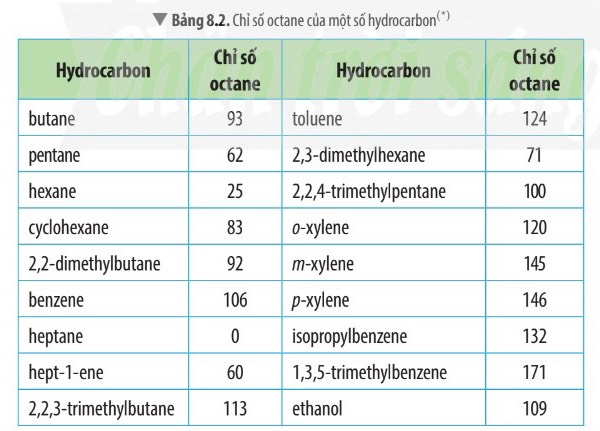 ▼ Bảng 8.2. Chỉ số octane của một số hydrocarbon(*)
Hydrocarbon Chỉ số octane Hydrocarbon Chỉ số octane
butane 93 toluene 124
pentane 62 2,3-dimethylhexane 71
hexane 25 2,2,4-trimethylpentane 100
cyclohexane 83 o-xylene 120
2,2-dimethylbutane 92 m-xylene 145
benzene 106 p-xylene 146
heptane 0 isopropylbenzene 132
hept-1-ene 60 1,3,5-trimethylbenzene 171
2,2,3-trimethylbutane 113 ethanol 109
Chân trời sáng